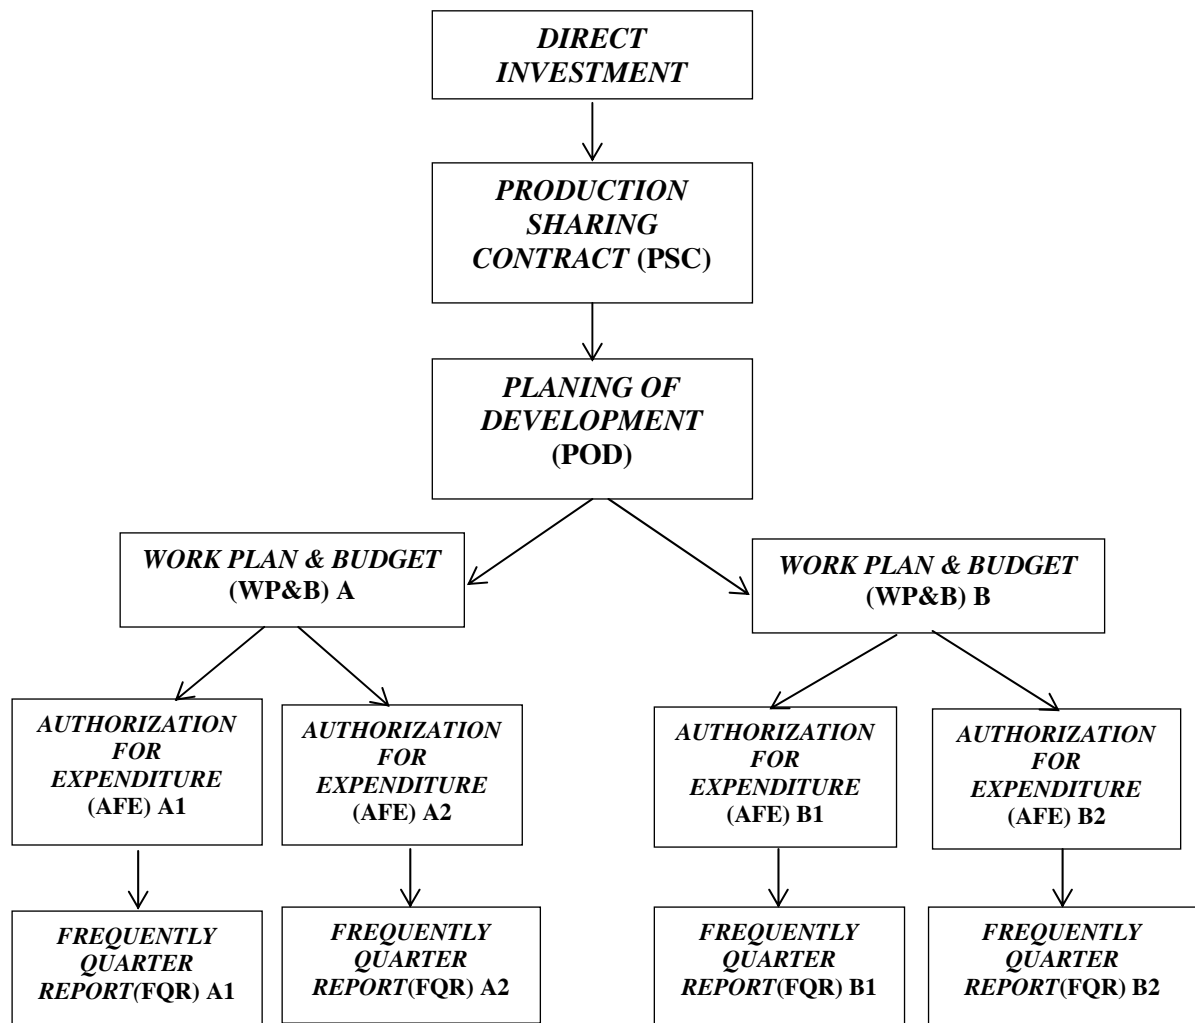 DIRECT
INVESTMENT
PRODUCTION
SHARING
CONTRACT (PSC)
PLANING OF
DEVELOPMENT
(POD)
WORK PLAN & BUDGET
(WP&B) A
WORK PLAN & BUDGET
(WP&B) B
AUTHORIZATION
FOR
EXPENDITURE
(AFE) A1
AUTHORIZATION
FOR
EXPENDITURE
(AFE) A2
AUTHORIZATION
FOR
EXPENDITURE
(AFE) B1
AUTHORIZATION
FOR
EXPENDITURE
(AFE) B2
FREQUENTLY
QUARTER
REPORT(FQR) A1
FREQUENTLY
QUARTER
REPORT(FQR) A2
FREQUENTLY
QUARTER
REPORT(FQR) B1
FREQUENTLY
QUARTER
REPORT(FQR) B2